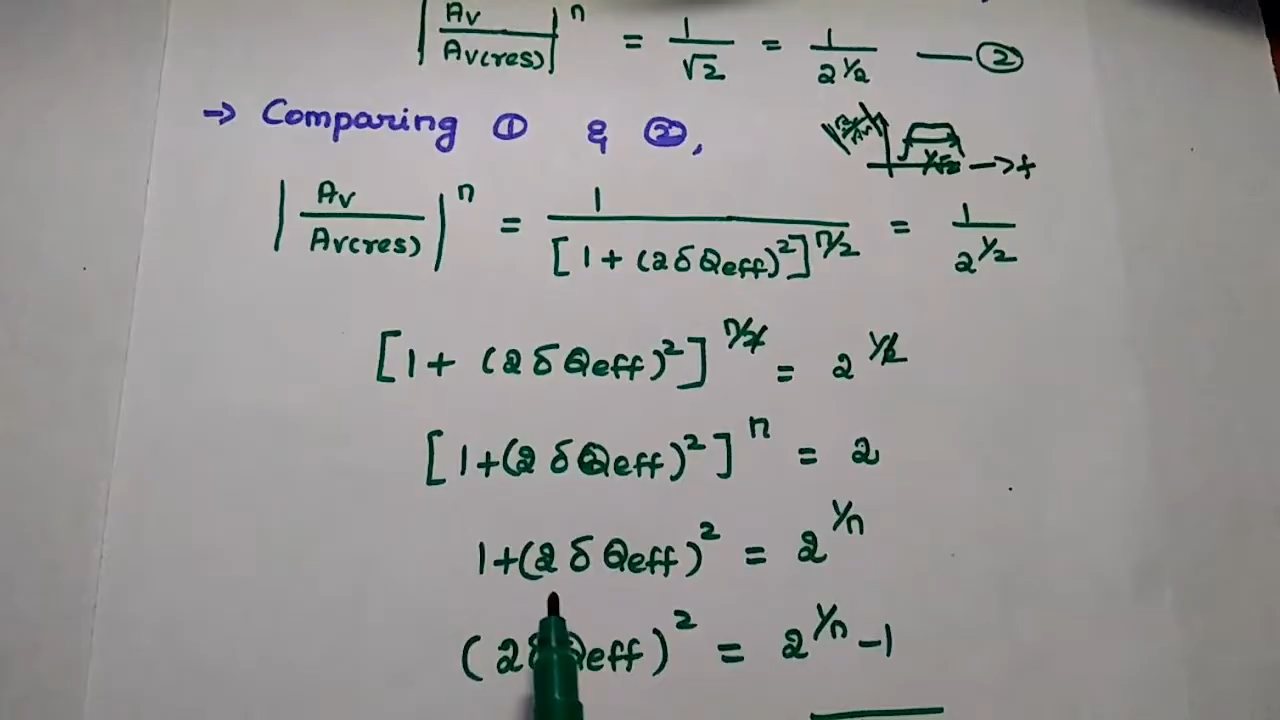 |Av / Av(res)|^n = 1/√2 = 1/2^1/2 — ②
→ Comparing ① & ②,
|Av / Av(res)|^n = 1 / [1 + (2δQeff)^2]^n/2 = 1/2^1/2
[1 + (2δQeff)^2]^n/2 = 2^1/2
[1+(2δQeff)^2]^n = 2
1+(2δQeff)^2 = 2^1/n
(2δQeff)^2 = 2^1/n - 1